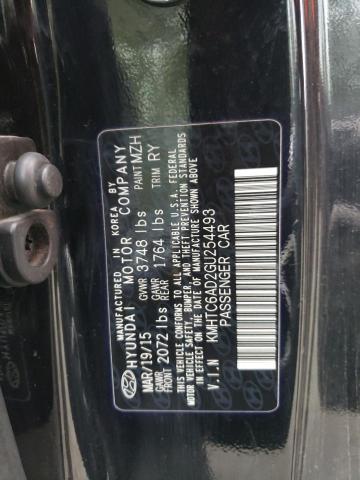 MANUFACTURED IN KOREA BY
HYUNDAI MOTOR COMPANY
MAR/19/15 GVWR 3748 lbs PAINT MZH
GAWR FRONT 2072 lbs GAWR REAR 1764 lbs TRIM RY
THIS VEHICLE CONFORMS TO ALL APPLICABLE U.S.A. FEDERAL
MOTOR VEHICLE SAFETY, BUMPER, AND THEFT PREVENTION STANDARDS
IN EFFECT ON THE DATE OF MANUFACTURE SHOWN ABOVE
V.I.N KMHTC6AD2GU254493
PASSENGER CAR